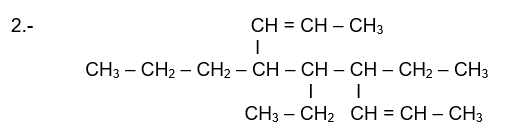 2.- CH = CH – CH₃
CH₃ – CH₂ – CH₂ – CH – CH – CH – CH₂ – CH₃
CH₃ – CH₂ CH = CH – CH₃